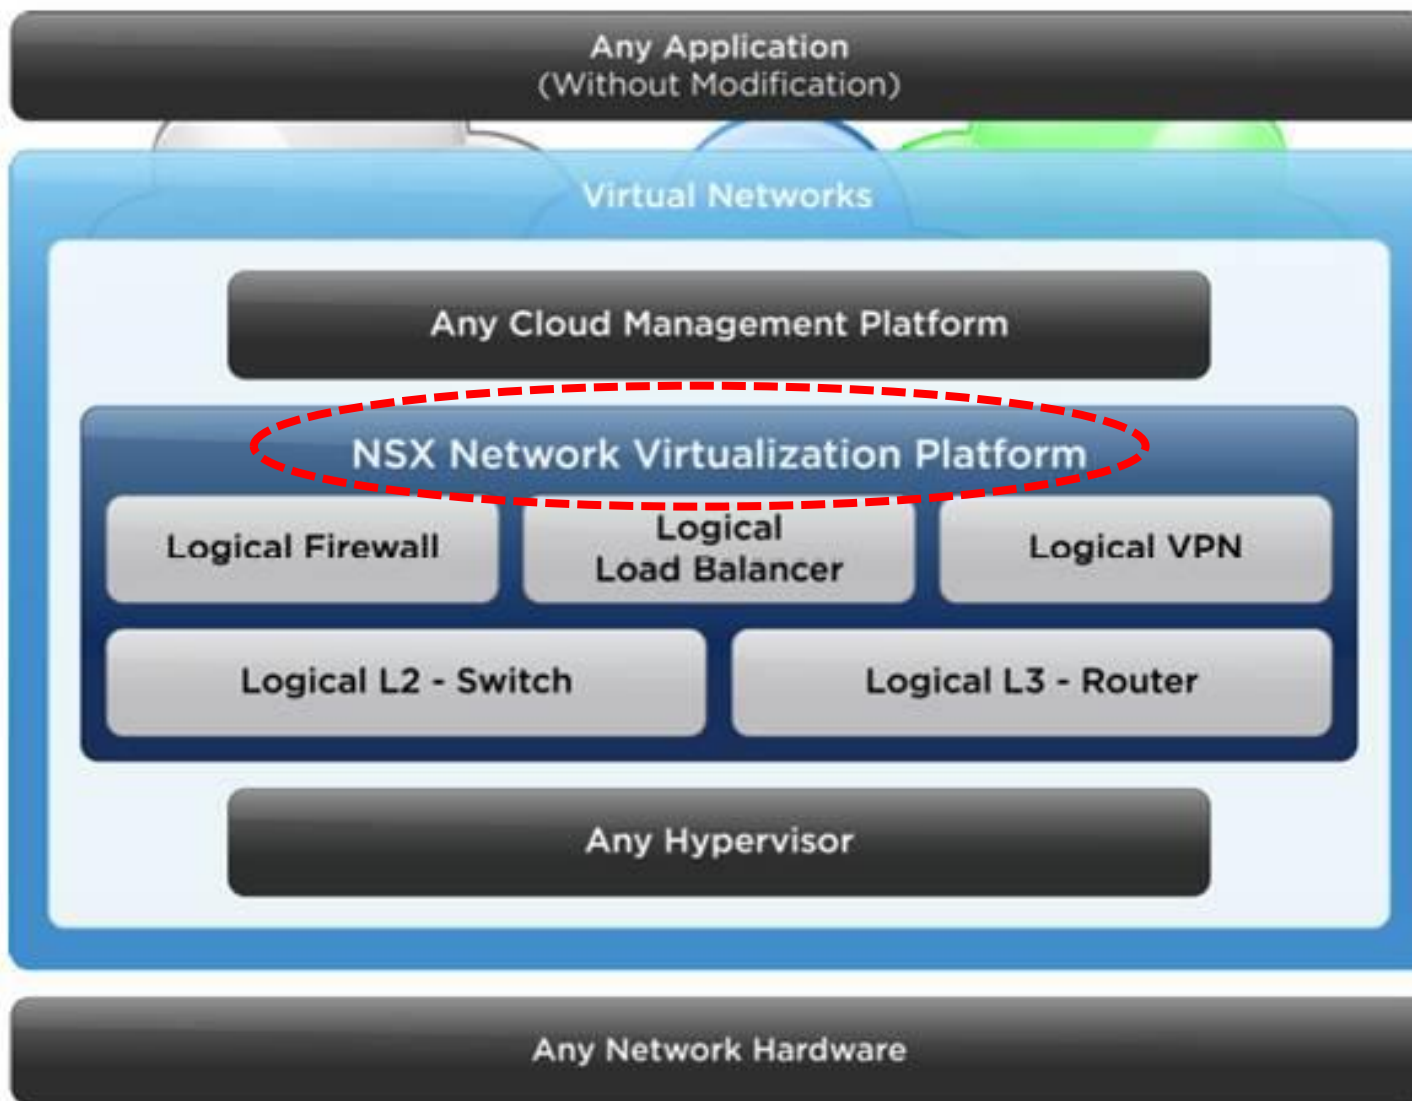 Any Application
(Without Modification)
Virtual Networks
Any Cloud Management Platform
NSX Network Virtualization Platform
Logical Firewall
Logical
Load Balancer
Logical VPN
Logical L2 - Switch
Logical L3 - Router
Any Hypervisor
Any Network Hardware